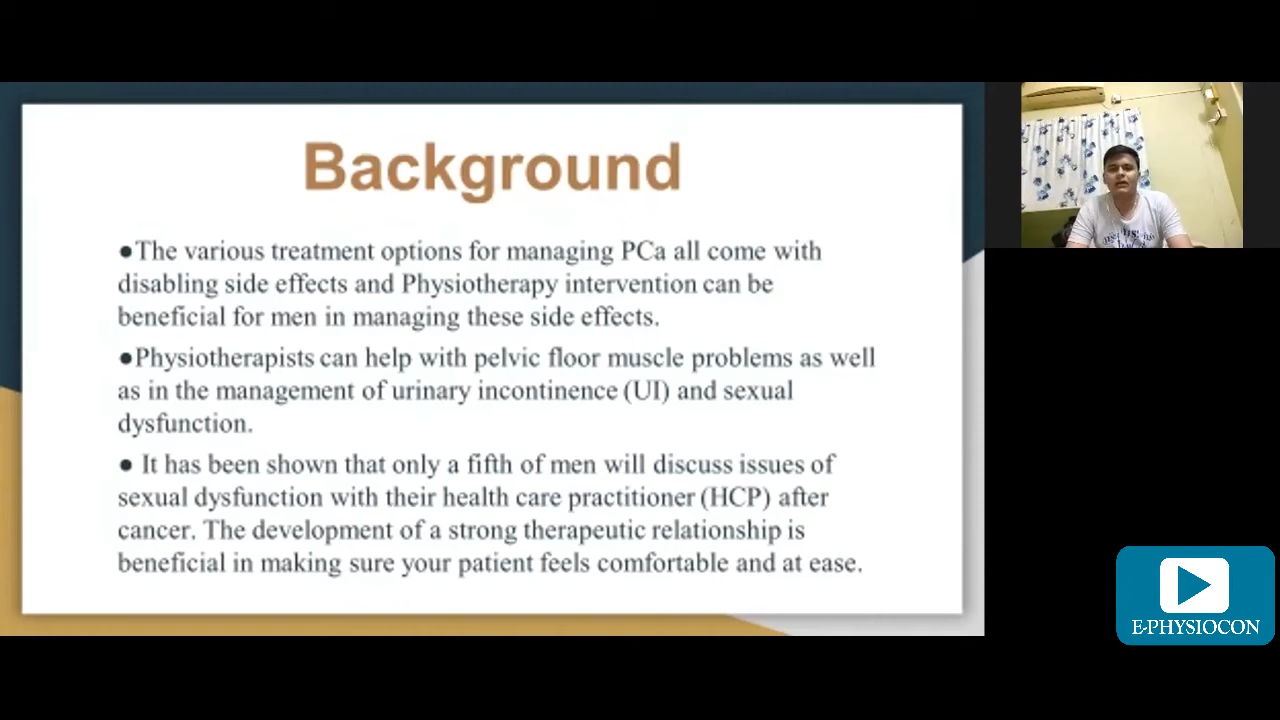 Background
●The various treatment options for managing PCa all come with
disabling side effects and Physiotherapy intervention can be
beneficial for men in managing these side effects.
●Physiotherapists can help with pelvic floor muscle problems as well
as in the management of urinary incontinence (UI) and sexual
dysfunction.
● It has been shown that only a fifth of men will discuss issues of
sexual dysfunction with their health care practitioner (HCP) after
cancer. The development of a strong therapeutic relationship is
beneficial in making sure your patient feels comfortable and at ease.
E-PHYSIOCON